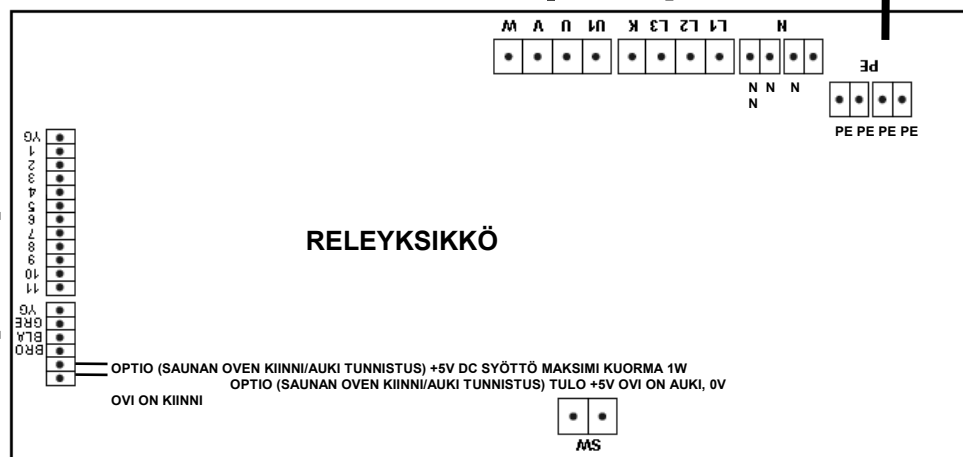 W V U U1 K L3 L2 L1 N
N N N
N
PE
PE PE PE PE
YG
1
2
3
4
5
6
7
8
9
10
11
RELEYKSIKKÖ
YG
GRE
BLA
BRO
OPTIO (SAUNAN OVEN KIINNI/AUKI TUNNISTUS) +5V DC SYÖTTÖ MAKSIMI KUORMA 1W
OPTIO (SAUNAN OVEN KIINNI/AUKI TUNNISTUS) TULO +5V OVI ON AUKI, 0V
OVI ON KIINNI
SW